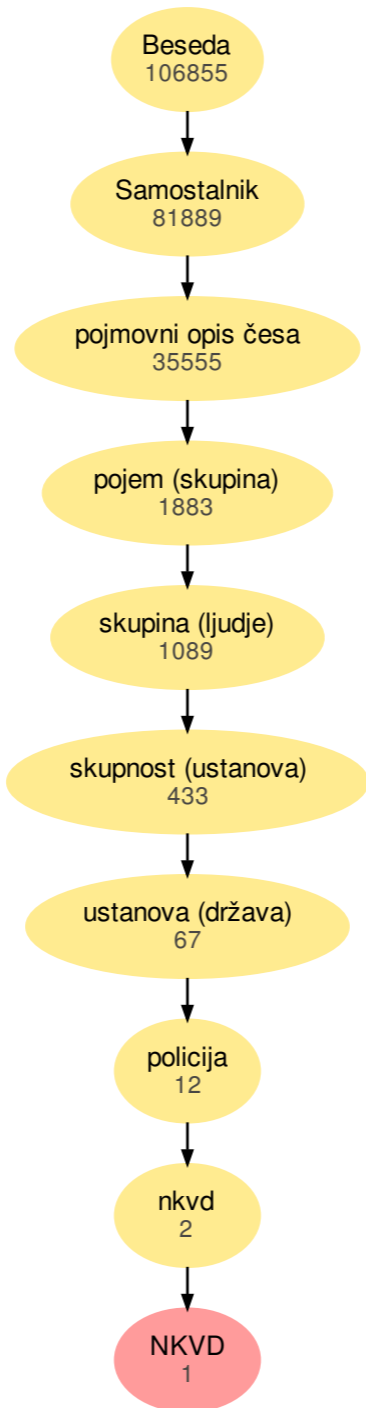 Beseda
106855
Samostalnik
81889
pojmovni opis česa
35555
pojem (skupina)
1883
skupina (ljudje)
1089
skupnost (ustanova)
433
ustanova (država)
67
policija
12
nkvd
2
NKVD
1